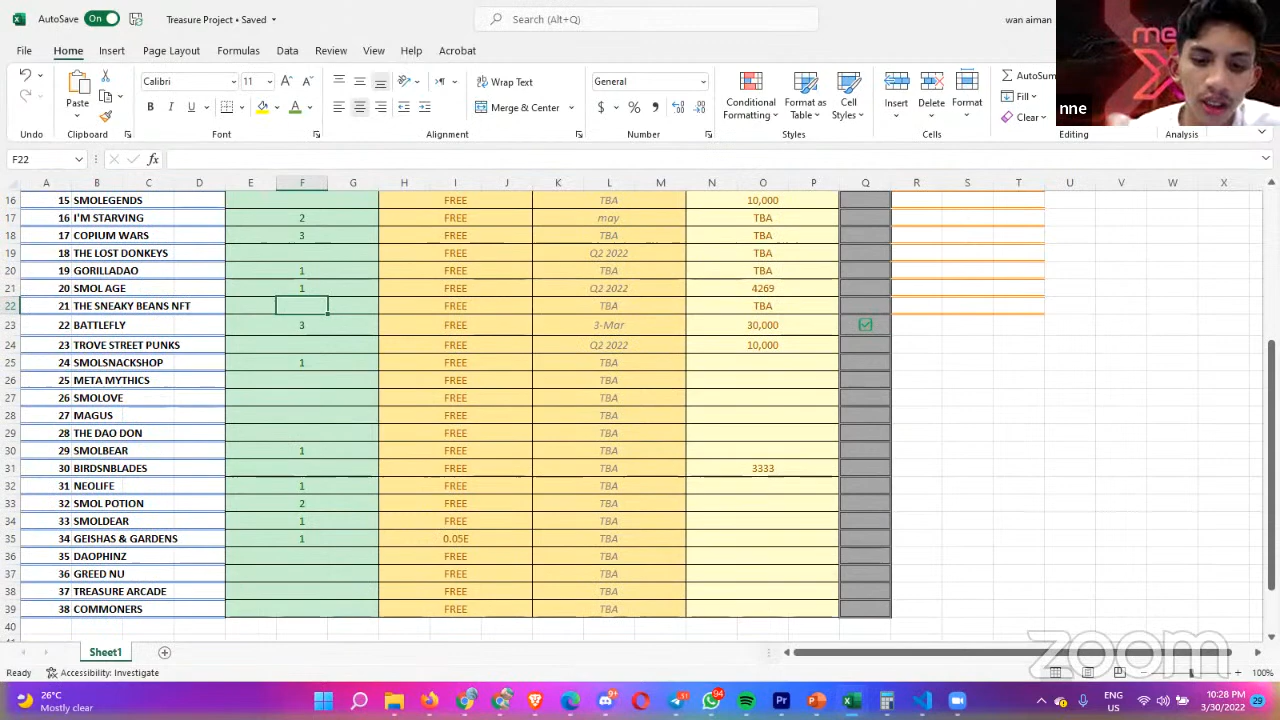 AutoSave On Treasure Project • Saved Search (Alt+Q) wan aiman
File Home Insert Page Layout Formulas Data Review View Help Acrobat
Calibri 11 Wrap Text General AutoSum
Paste Conditional Format as Cell Insert Delete Format Fill
B I U Merge & Center $ % Formatting Table Styles Clear
nne
Undo Clipboard Font Alignment Number Styles Cells Editing Analysis
F22 fx
A B C D E F G H I J K L M N O P Q R S T U V W X
16 15 SMOLEGENDS FREE TBA 10,000
17 16 I'M STARVING 2 FREE may TBA
18 17 COPIUM WARS 3 FREE TBA TBA
19 18 THE LOST DONKEYS FREE Q2 2022 TBA
20 19 GORILLADAO 1 FREE TBA TBA
21 20 SMOL AGE 1 FREE Q2 2022 4269
22 21 THE SNEAKY BEANS NFT FREE TBA TBA
23 22 BATTLEFLY 3 FREE 3-Mar 30,000
24 23 TROVE STREET PUNKS FREE Q2 2022 10,000
25 24 SMOLSNACKSHOP 1 FREE TBA
26 25 META MYTHICS FREE TBA
27 26 SMOLOVE FREE TBA
28 27 MAGUS FREE TBA
29 28 THE DAO DON FREE TBA
30 29 SMOLBEAR 1 FREE TBA
31 30 BIRDSNBLADES FREE TBA 3333
32 31 NEOLIFE 1 FREE TBA
33 32 SMOL POTION 2 FREE TBA
34 33 SMOLDEAR 1 FREE TBA
35 34 GEISHAS & GARDENS 1 0.05E TBA
36 35 DAOPHINZ FREE TBA
37 36 GREED NU FREE TBA
38 37 TREASURE ARCADE FREE TBA
39 38 COMMONERS FREE TBA
40
Sheet1
zoom
Ready Accessibility: Investigate 100%
26°C ENG 10:28 PM
Mostly clear US 3/30/2022 29